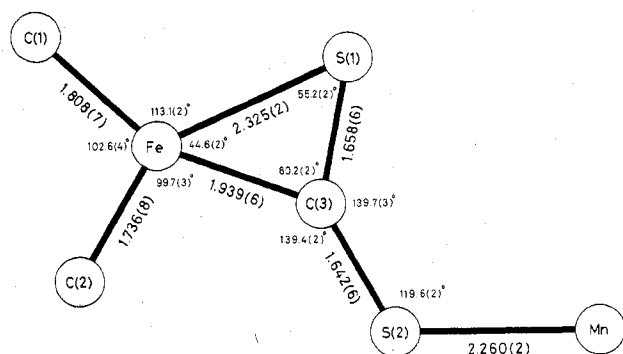 C(1)
S(1)
1.808(7)
113.1(2)°
2.325(2)
55.2(2)°
1.658(6)
102.6(4)°
Fe
44.6(2)°
99.7(3)°
1.939(6)
80.2(2)°
C(3)
139.7(3)°
1.736(8)
139.4(2)°
C(2)
1.642(6)
119.6(2)°
S(2)
2.260(2)
Mn